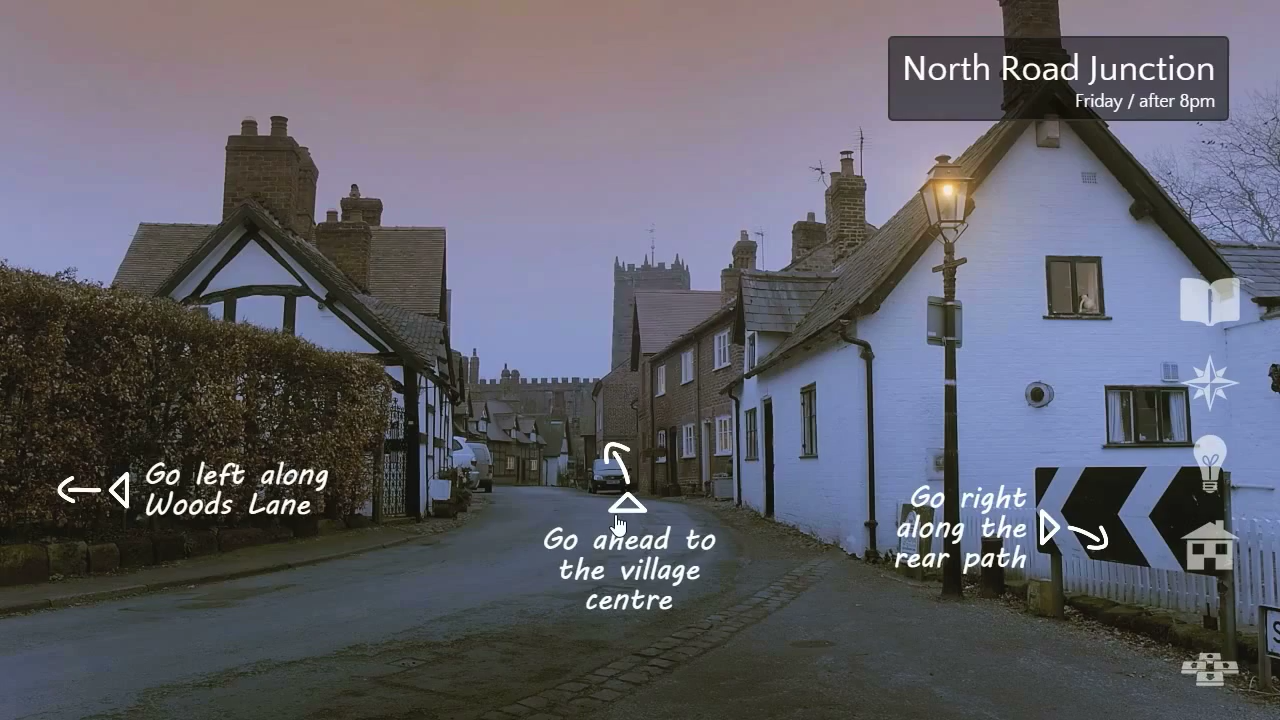 North Road Junction
Friday / after 8pm
Go left along
Woods Lane
Go ahead to
the village
centre
Go right
along the
rear path